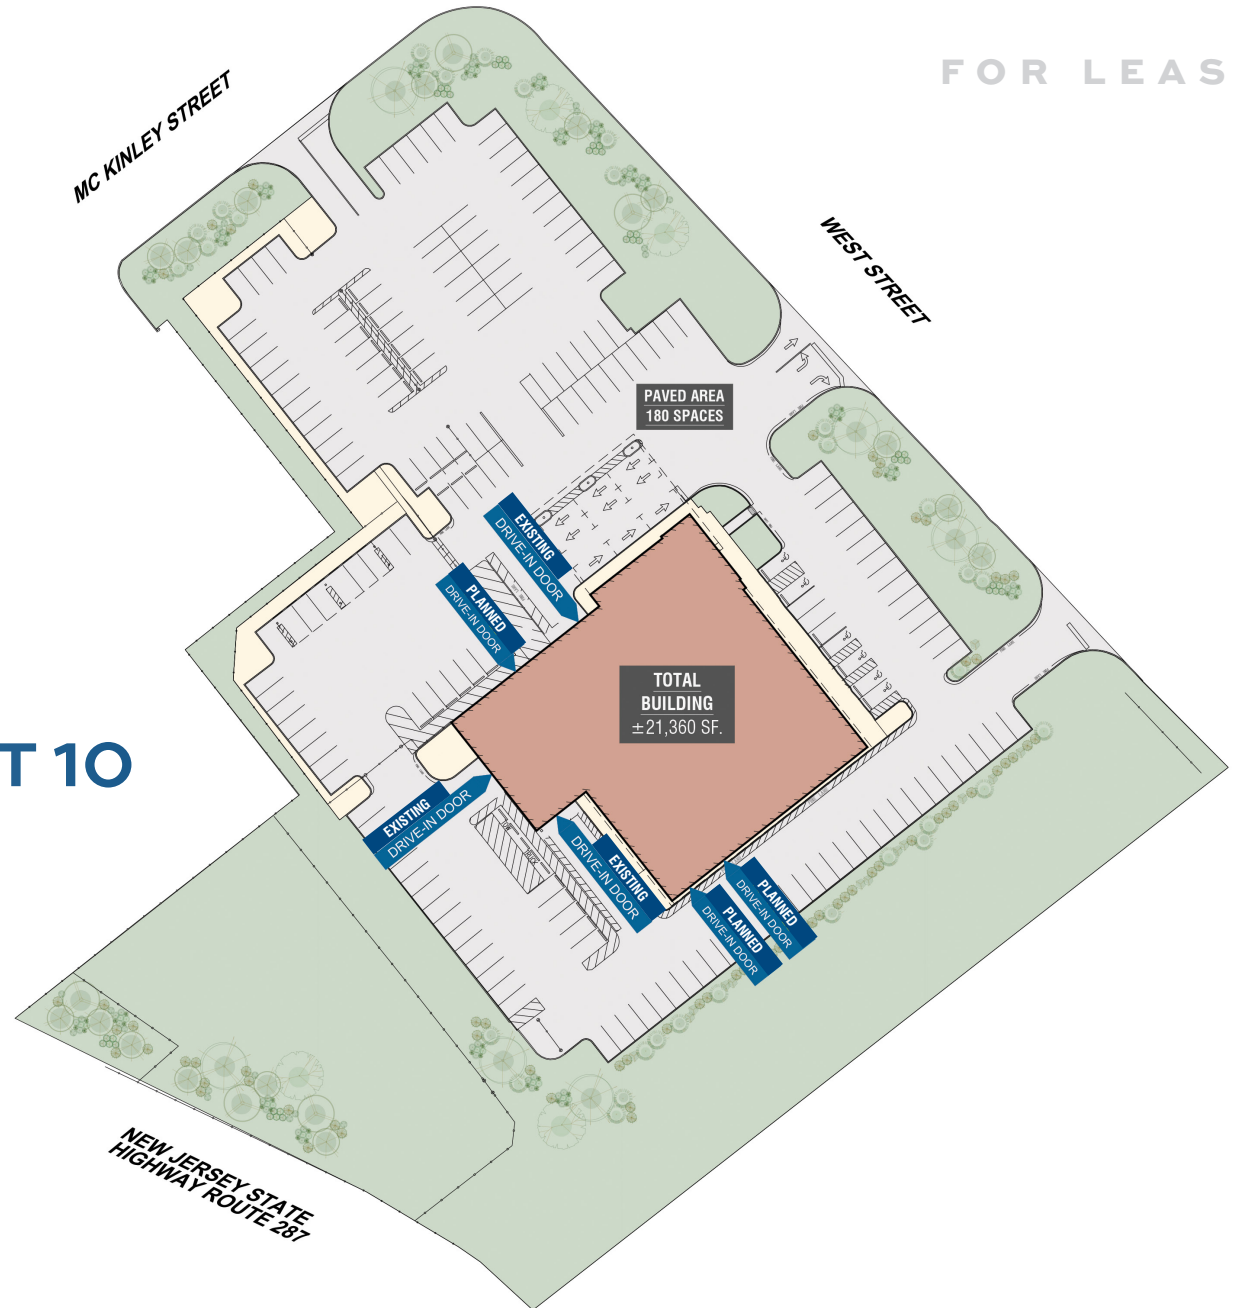 FOR LEAS
MC KINLEY STREET
WEST STREET
PAVED AREA
180 SPACES
EXISTING
DRIVE-IN DOOR
PLANNED
DRIVE-IN DOOR
TOTAL
BUILDING
±21,360 SF.
T 10
EXISTING
DRIVE-IN DOOR
EXISTING
DRIVE-IN DOOR
PLANNED
DRIVE-IN DOOR
PLANNED
DRIVE-IN DOOR
NEW JERSEY STATE
HIGHWAY ROUTE 287